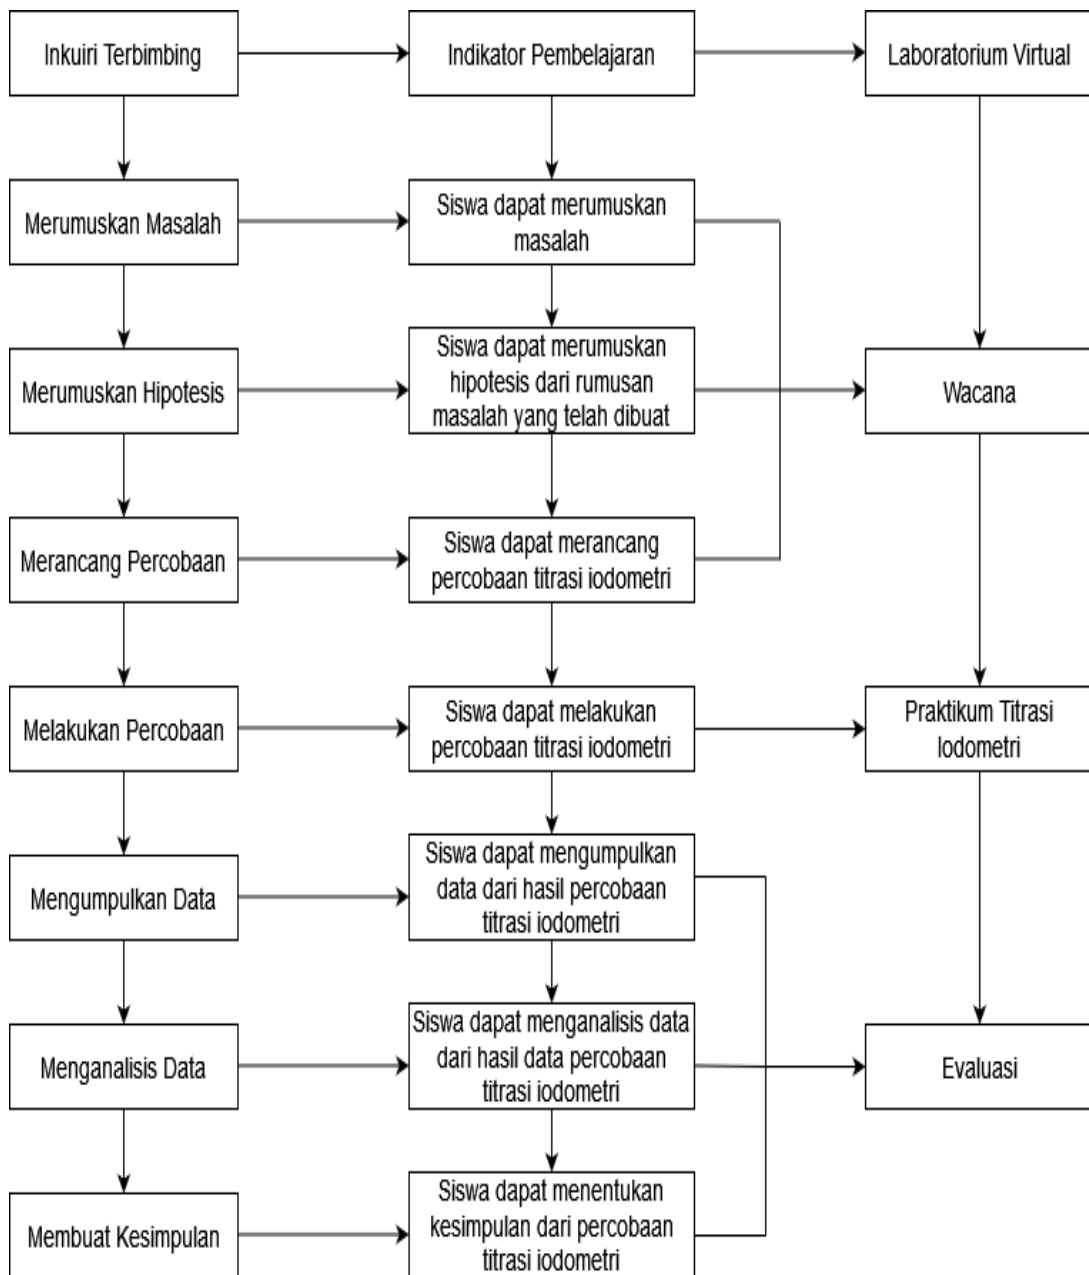 Inkuiri Terbimbing
Indikator Pembelajaran
Laboratorium Virtual
Merumuskan Masalah
Siswa dapat merumuskan
masalah
Merumuskan Hipotesis
Siswa dapat merumuskan
hipotesis dari rumusan
masalah yang telah dibuat
Wacana
Merancang Percobaan
Siswa dapat merancang
percobaan titrasi iodometri
Melakukan Percobaan
Siswa dapat melakukan
percobaan titrasi iodometri
Praktikum Titrasi
Iodometri
Mengumpulkan Data
Siswa dapat mengumpulkan
data dari hasil percobaan
titrasi iodometri
Menganalisis Data
Siswa dapat menganalisis data
dari hasil data percobaan
titrasi iodometri
Evaluasi
Membuat Kesimpulan
Siswa dapat menentukan
kesimpulan dari percobaan
titrasi iodometri